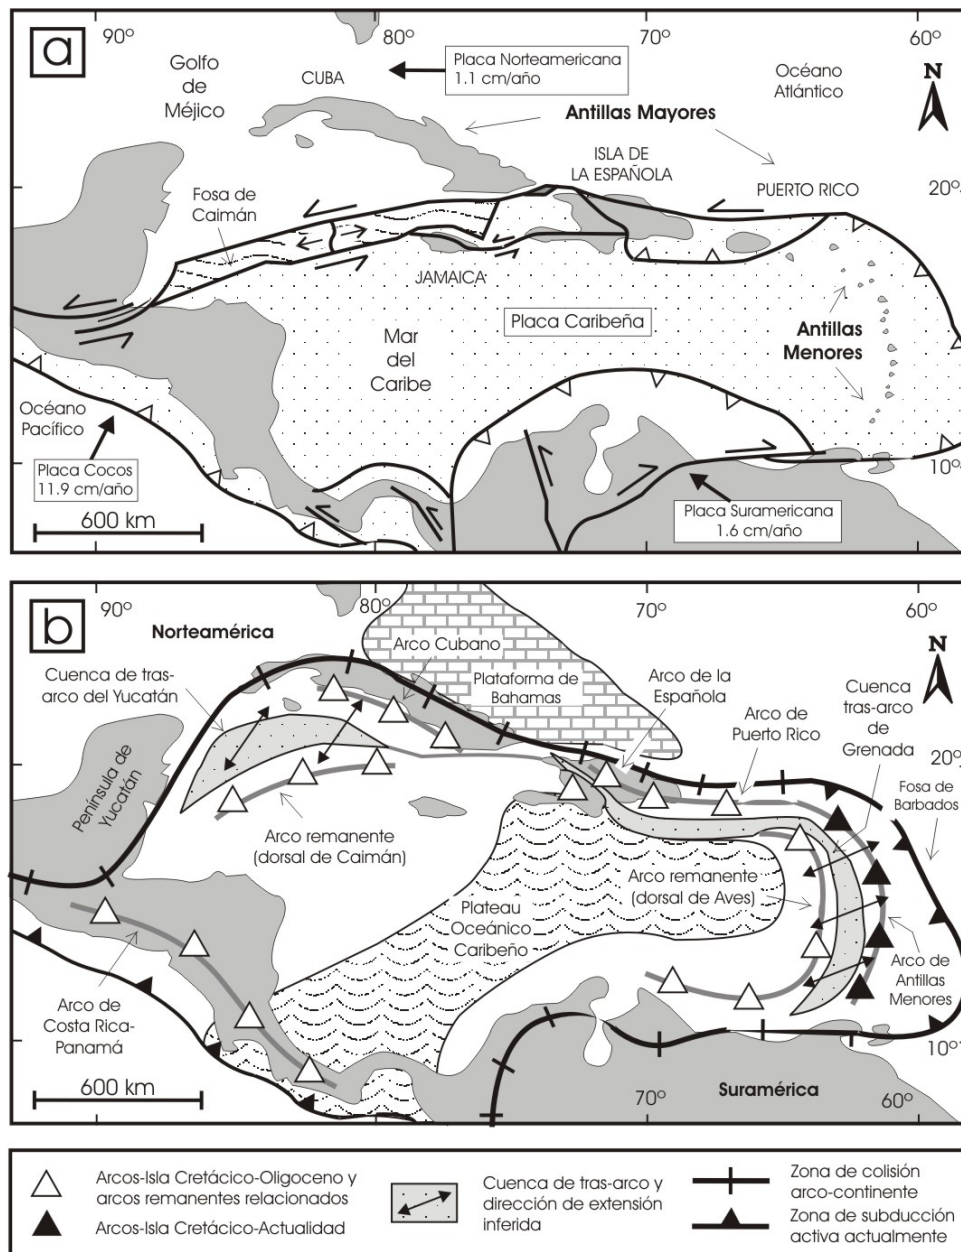 a
90º
80º
70º
60º
Golfo
de
Méjico
CUBA
Placa Norteamericana
1.1 cm/año
Océano
Atlántico
N
Antillas Mayores
ISLA DE
LA ESPAÑOLA
PUERTO RICO
20º
Fosa de
Caimán
JAMAICA
Placa Caribeña
Mar
del
Caribe
Antillas
Menores
Océano
Pacífico
Placa Cocos
11.9 cm/año
10º
Placa Suramericana
1.6 cm/año
600 km
b
90º
80º
70º
60º
Norteamérica
N
Cuenca de tras-
arco del Yucatán
Arco Cubano
Plataforma de
Bahamas
Arco de la
Española
Arco de
Puerto Rico
Cuenca
tras-arco
de
Grenada
20º
Fosa de
Barbados
Península de
Yucatán
Arco remanente
(dorsal de Caimán)
Arco remanente
(dorsal de Aves)
Plateau
Oceánico
Caribeño
Arco de
Antillas
Menores
Arco de
Costa Rica-
Panamá
10º
600 km
70º
Suramérica
60º
Arcos-Isla Cretácico-Oligoceno y
arcos remanentes relacionados
Arcos-Isla Cretácico-Actualidad
Cuenca de tras-arco y
dirección de extensión
inferida
Zona de colisión
arco-continente
Zona de subducción
activa actualmente